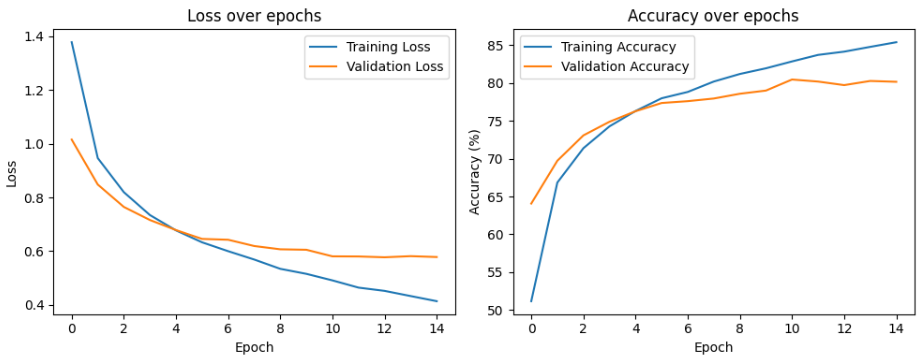 Loss over epochs
1.4
1.2
1.0
0.8
0.6
0.4
Loss
Training Loss
Validation Loss
0 2 4 6 8 10 12 14
Epoch
Accuracy over epochs
85
80
75
70
65
60
55
50
Accuracy (%)
Training Accuracy
Validation Accuracy
0 2 4 6 8 10 12 14
Epoch